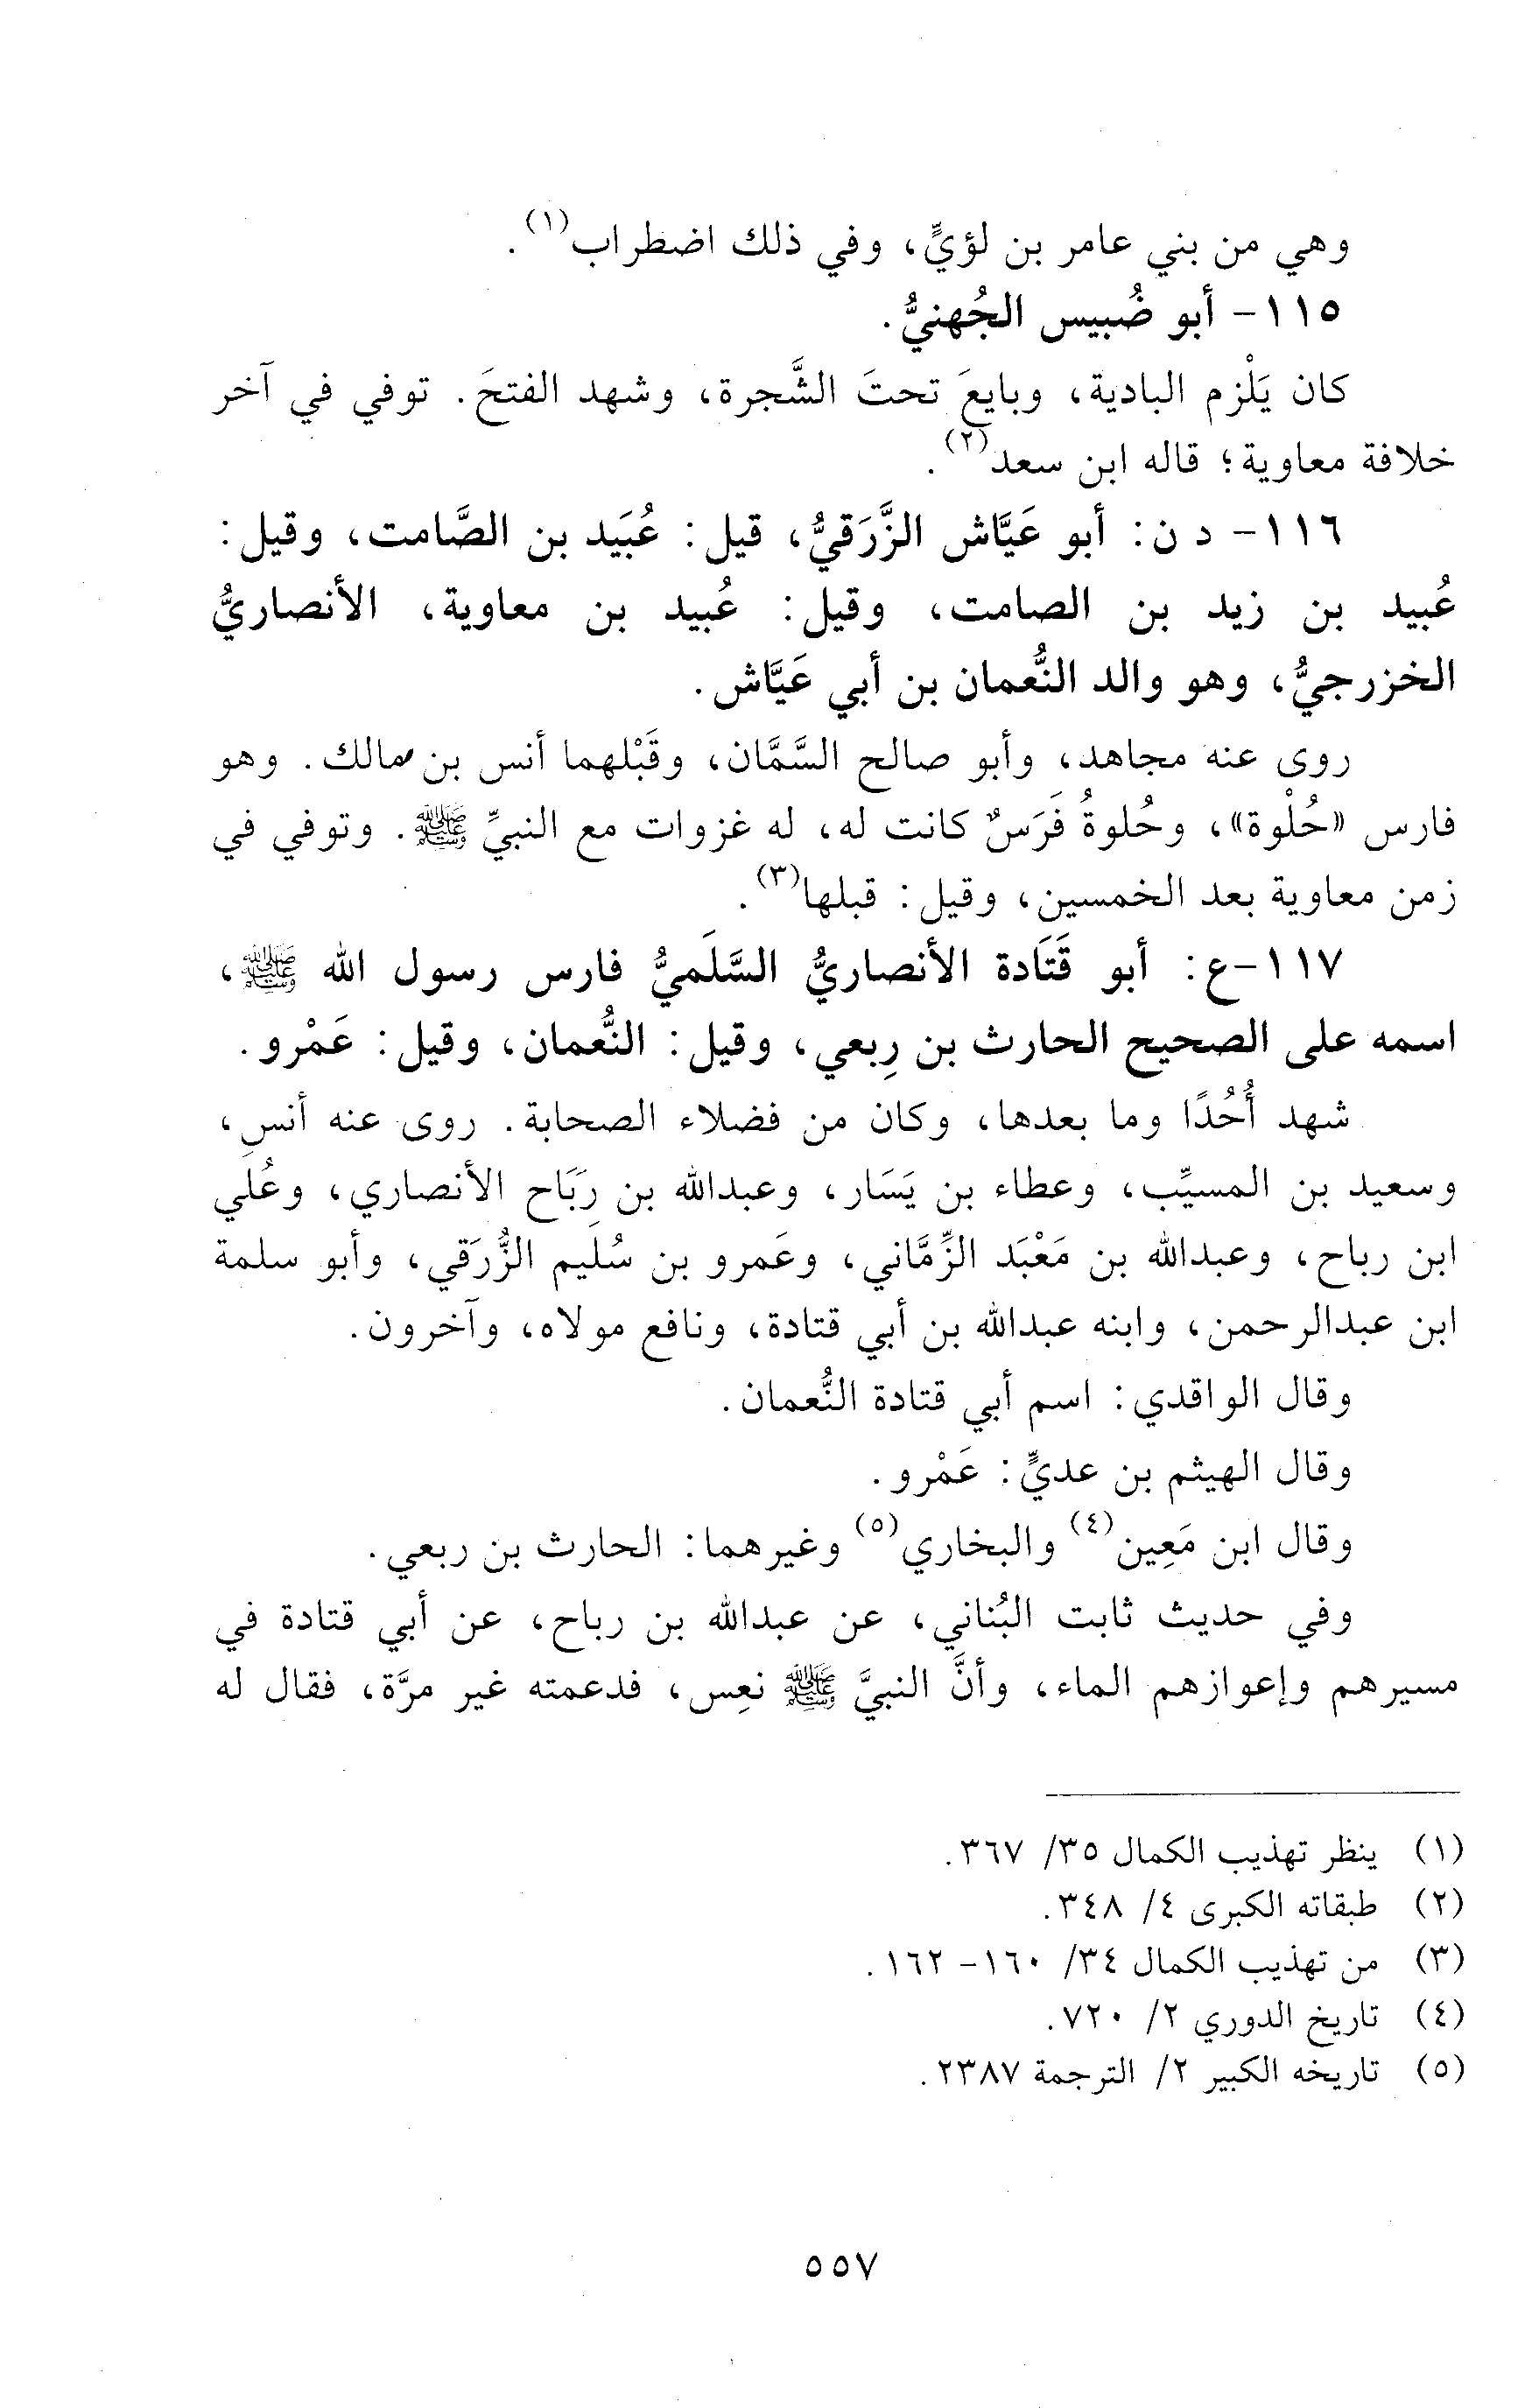 وهي من بني عامر بن لؤيٍّ، وفي ذلك اضطراب(١).
١١٥- أبو ضُبيس الجُهنيُّ.
كان يَلْزم البادية، وبايعَ تحتَ الشَّجرة، وشهد الفتحَ. توفي في آخر
خلافة معاوية؛ قاله ابن سعد(٢).
١١٦- د ن: أبو عَيَّاش الزَّرَقيُّ، قيل: عُبَيد بن الصَّامت، وقيل:
عُبيد بن زيد بن الصامت، وقيل: عُبيد بن معاوية، الأنصاريُّ
الخزرجيُّ، وهو والد النُّعمان بن أبي عَيَّاش.
روى عنه مجاهد، وأبو صالح السَّمَّان، وقَبْلهما أنس بن مالك. وهو
فارس «حُلْوة»، وحُلوةُ فَرَسٌ كانت له، له غزوات مع النبيِّ ﷺ. وتوفي في
زمن معاوية بعد الخمسين، وقيل: قبلها(٣).
١١٧-ع: أبو قَتَادة الأنصاريُّ السَّلَميُّ فارس رسول الله ﷺ،
اسمه على الصحيح الحارث بن رِبعي، وقيل: النُّعمان، وقيل: عَمْرو.
شهد أُحُدًا وما بعدها، وكان من فضلاء الصحابة. روى عنه أنسِ،
وسعيد بن المسيِّب، وعطاء بن يَسَار، وعبدالله بن رَبَاح الأنصاري، وعُلي
ابن رباح، وعبدالله بن مَعْبَد الزِّمَّاني، وعَمرو بن سُلَيم الزُّرَقي، وأبو سلمة
ابن عبدالرحمن، وابنه عبدالله بن أبي قتادة، ونافع مولاه، وآخرون.
وقال الواقدي: اسم أبي قتادة النُّعمان.
وقال الهيثم بن عديٍّ: عَمْرو.
وقال ابن مَعِين(٤) والبخاري(٥) وغيرهما: الحارث بن ربعي.
وفي حديث ثابت البُناني، عن عبدالله بن رباح، عن أبي قتادة في
مسيرهم وإعوازهم الماء، وأنَّ النبيَّ ﷺ نعِس، فدعمته غير مرَّة، فقال له
(١) ينظر تهذيب الكمال ٣٥/ ٣٦٧.
(٢) طبقاته الكبرى ٤/ ٣٤٨.
(٣) من تهذيب الكمال ٣٤/ ١٦٠- ١٦٢.
(٤) تاريخ الدوري ٢/ ٧٢٠.
(٥) تاريخه الكبير ٢/ الترجمة ٢٣٨٧.
٥٥٧